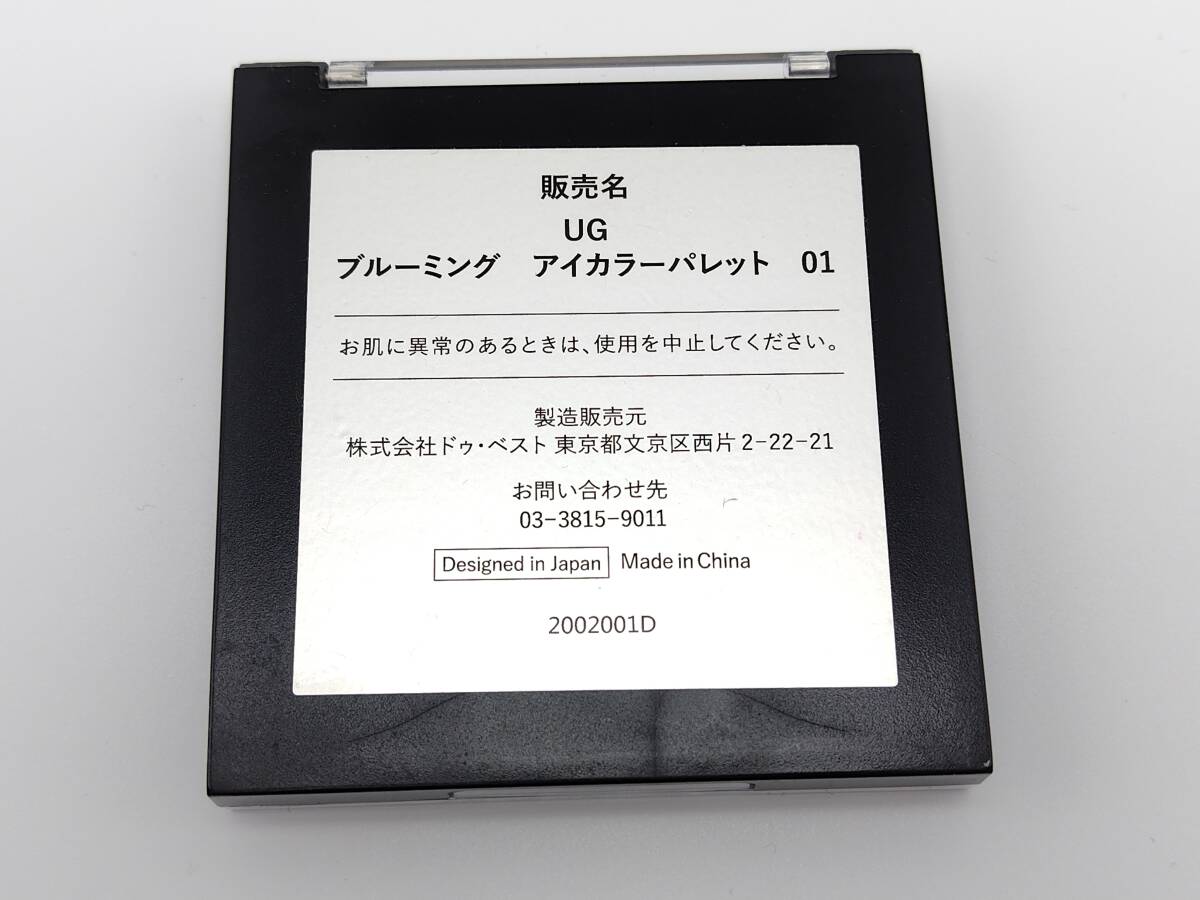 販売名
UG
ブルーミング　アイカラーパレット　01
お肌に異常のあるときは、使用を中止してください。
製造販売元
株式会社ドゥ・ベスト 東京都文京区西片2-22-21
お問い合わせ先
03-3815-9011
Designed in Japan Made in China
2002001D